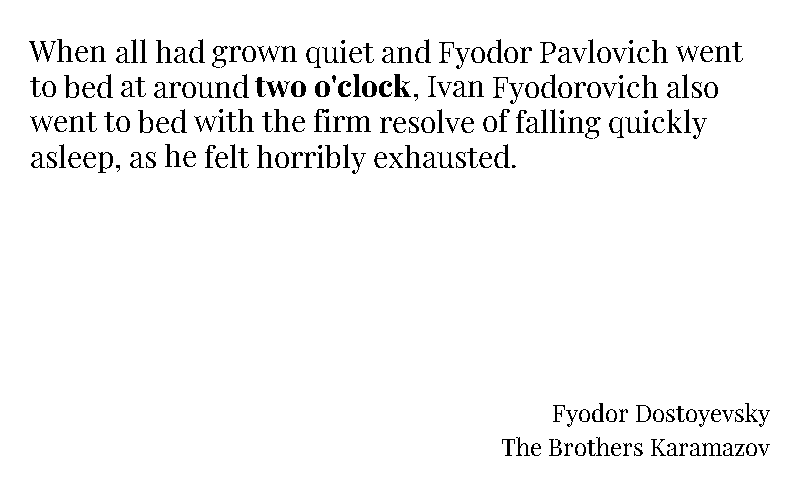 When all had grown quiet and Fyodor Pavlovich went
to bed at around two o'clock, Ivan Fyodorovich also
went to bed with the firm resolve of falling quickly
asleep, as he felt horribly exhausted.
Fyodor Dostoyevsky
The Brothers Karamazov